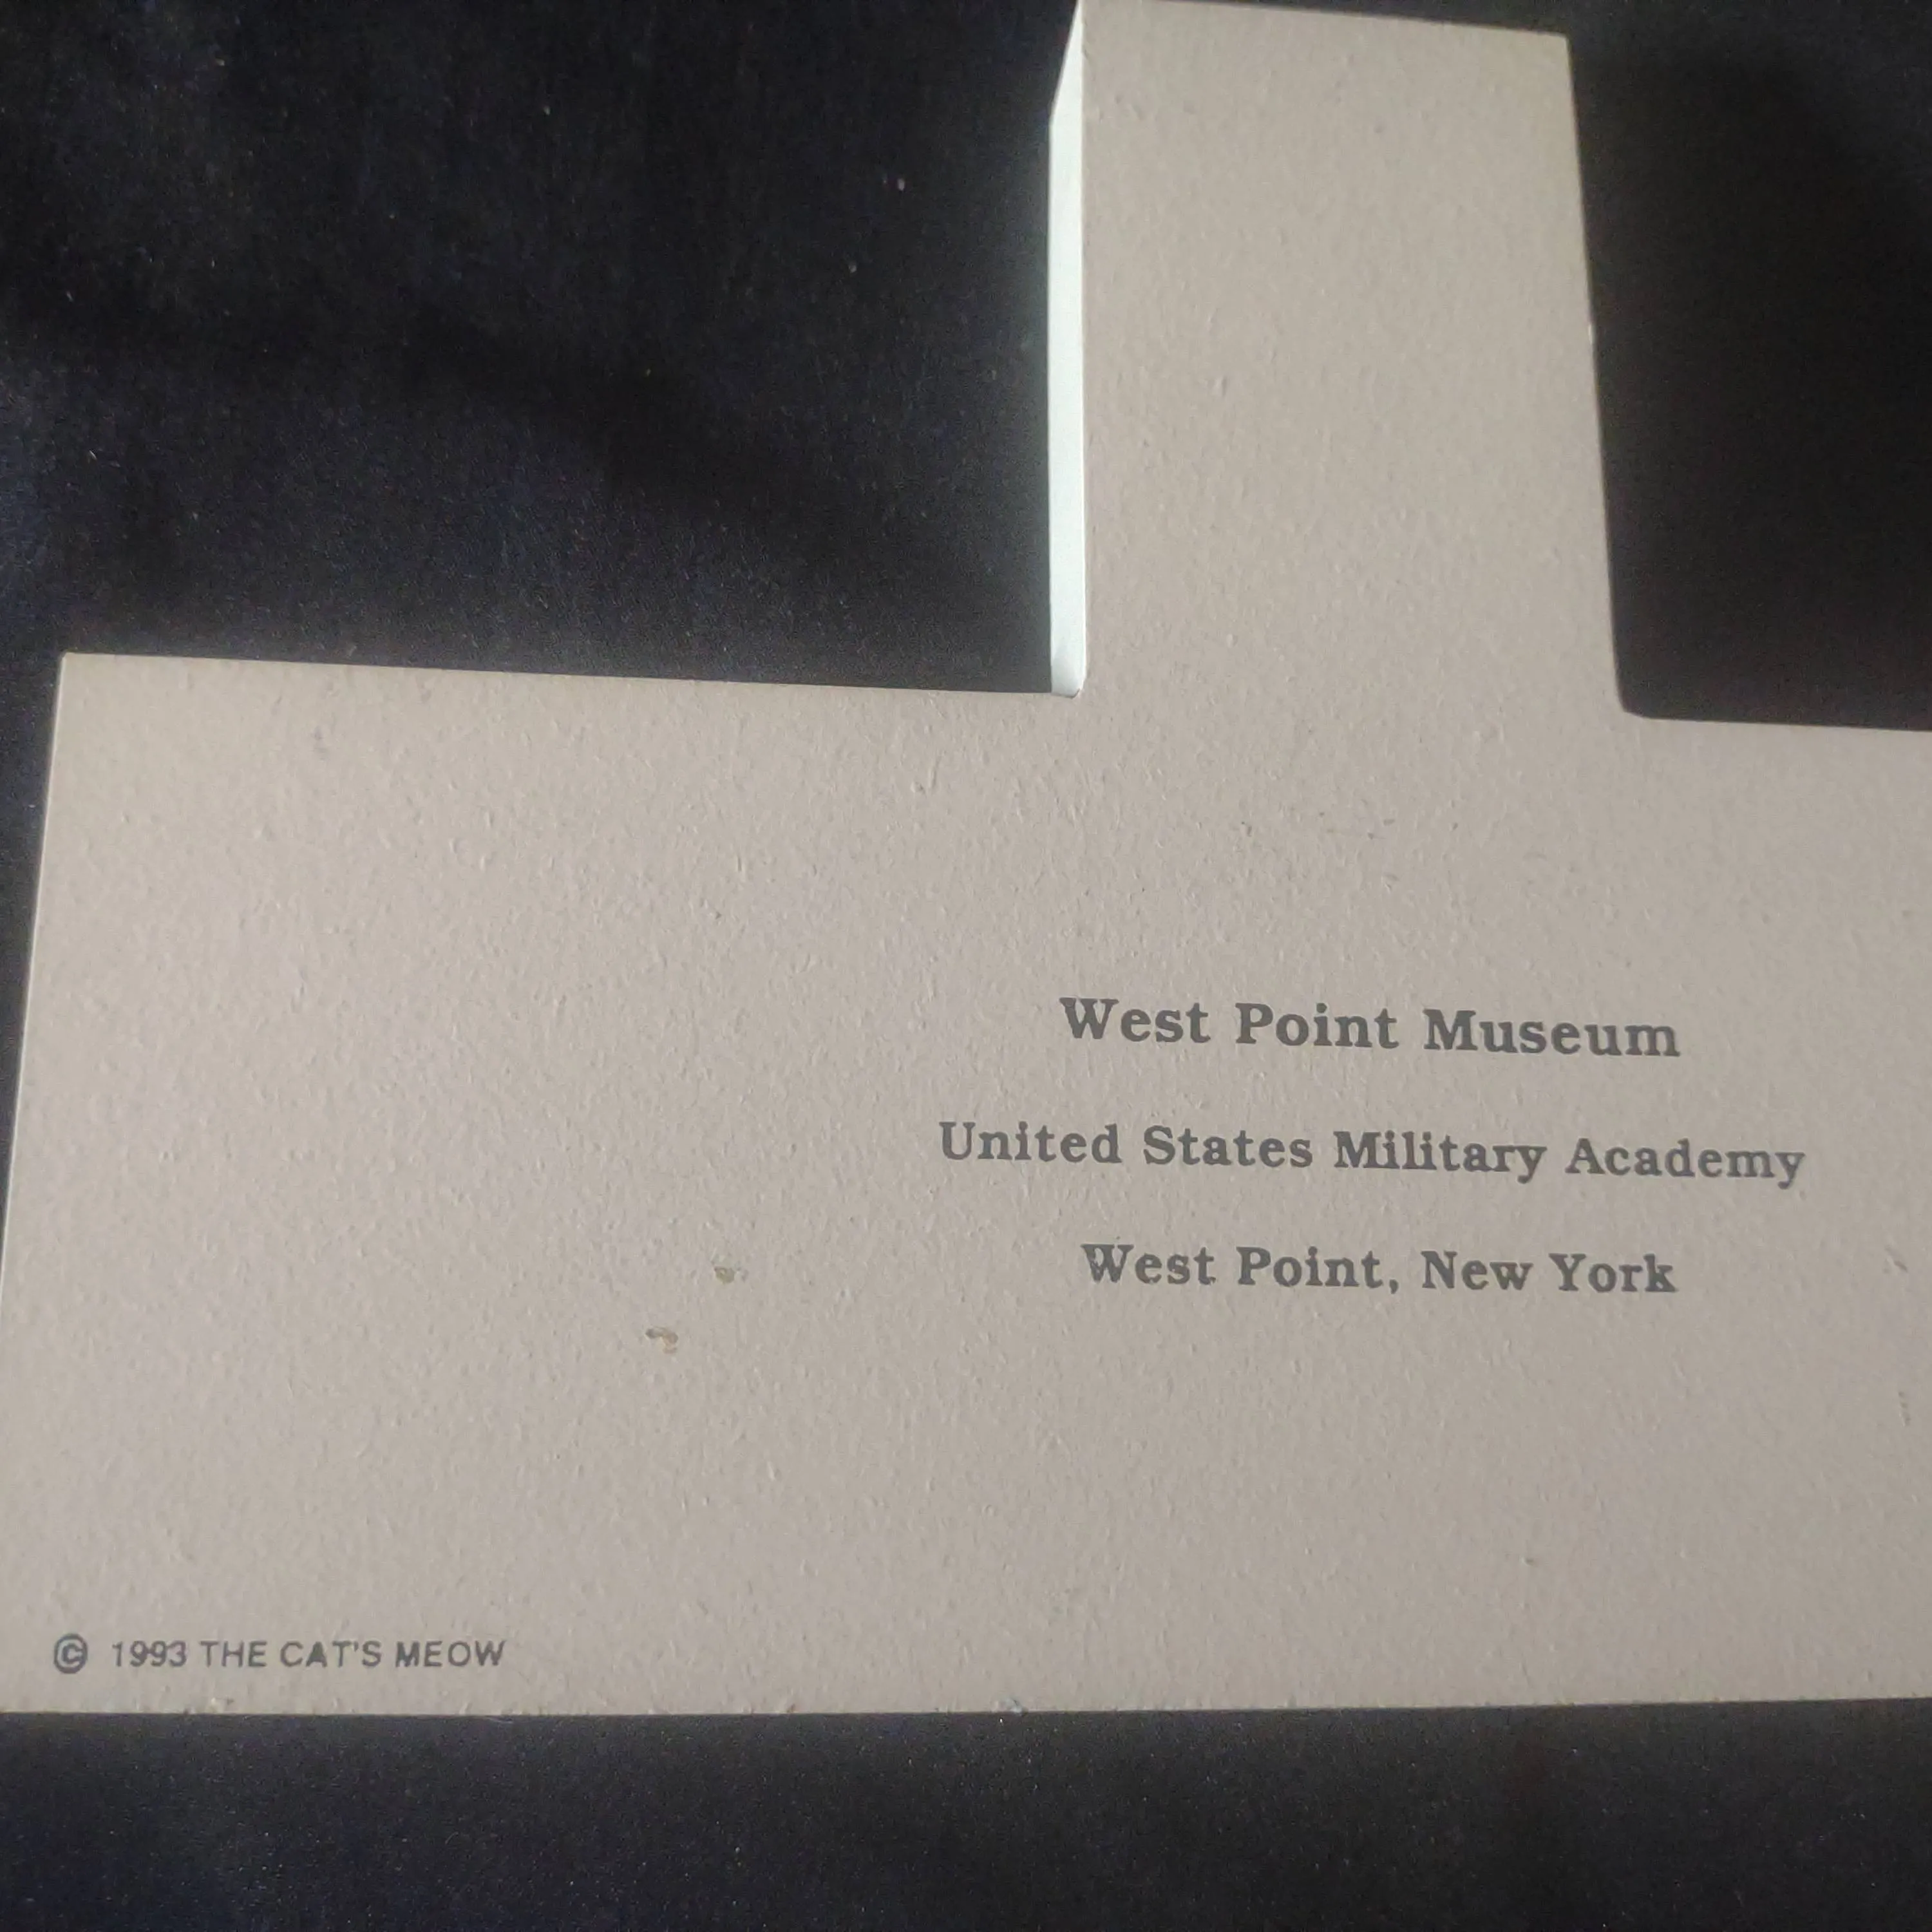 West Point Museum
United States Military Academy
West Point, New York
© 1993 THE CAT'S MEOW